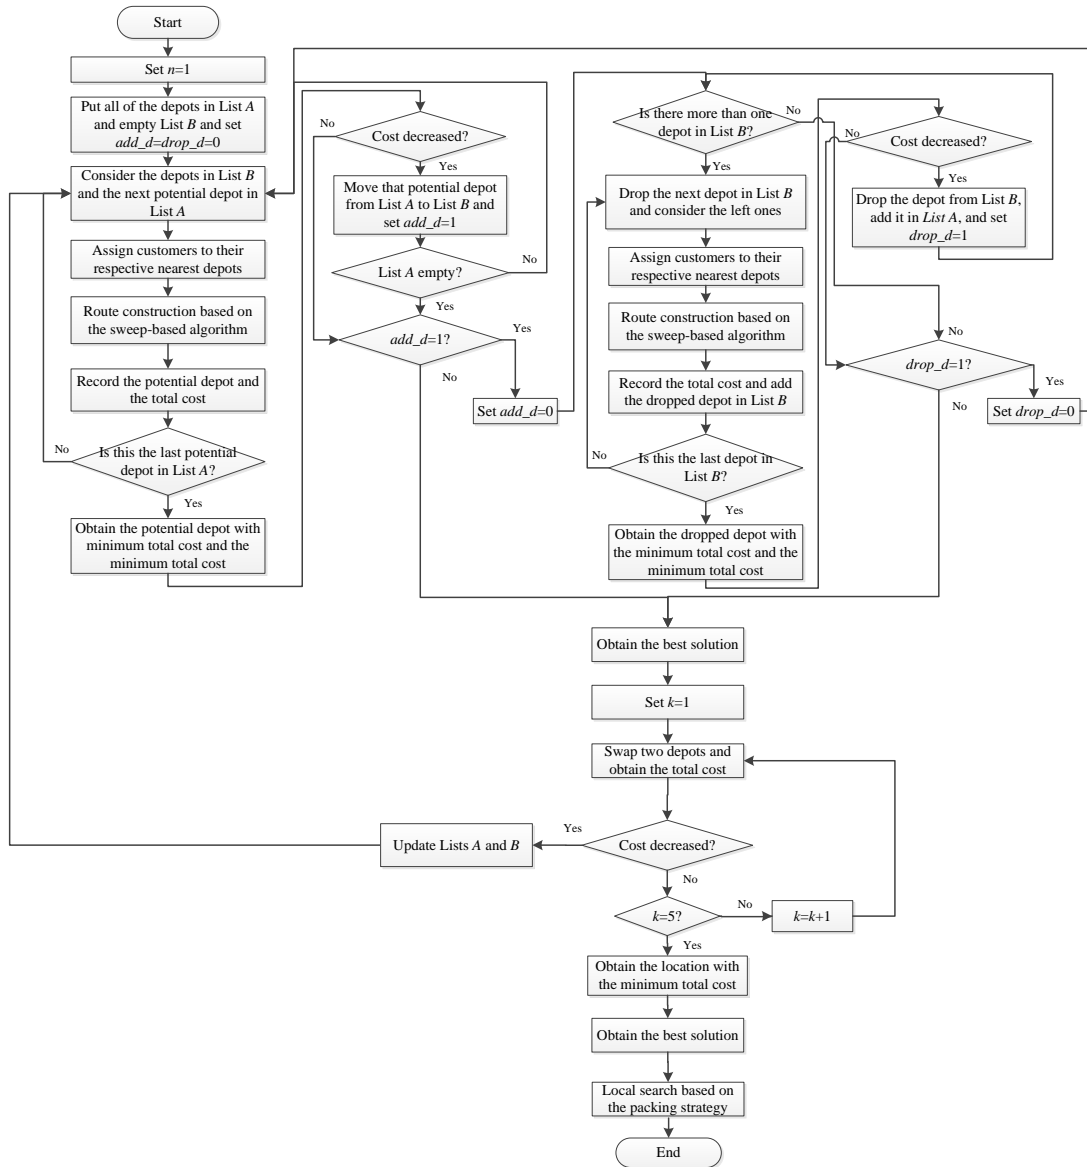 Start
Set n=1
Put all of the depots in List A
and empty List B and set
add_d=drop_d=0
Consider the depots in List B
and the next potential depot in
List A
Assign customers to their
respective nearest depots
Route construction based on
the sweep-based algorithm
Record the potential depot and
the total cost
No
Is this the last potential
depot in List A?
Yes
Obtain the potential depot with
minimum total cost and the
minimum total cost
No
Cost decreased?
Yes
Move that potential depot
from List A to List B and
set add_d=1
List A empty?
No
Yes
add_d=1?
Yes
No
Set add_d=0
Is there more than one
depot in List B?
No
Yes
Drop the next depot in List B
and consider the left ones
Assign customers to their
respective nearest depots
Route construction based on
the sweep-based algorithm
Record the total cost and add
the dropped depot in List B
No
Is this the last depot in
List B?
Yes
Obtain the dropped depot with
the minimum total cost and the
minimum total cost
No
Cost decreased?
Yes
Drop the depot from List B,
add it in List A, and set
drop_d=1
No
drop_d=1?
Yes
No
Set drop_d=0
Obtain the best solution
Set k=1
Swap two depots and
obtain the total cost
Cost decreased?
Yes
Update Lists A and B
No
k=5?
No
k=k+1
Yes
Obtain the location with
the minimum total cost
Obtain the best solution
Local search based on
the packing strategy
End